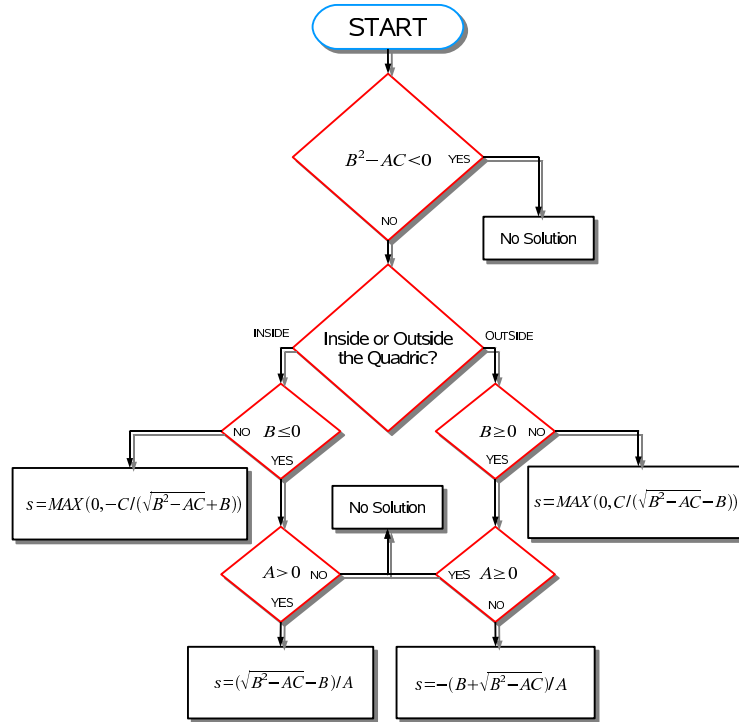 START
B²−AC<0
YES
NO
No Solution
INSIDE
Inside or Outside
the Quadric?
OUTSIDE
NO
B≤0
YES
B≥0
NO
YES
s=MAX(0,−C/(√B²−AC+B))
No Solution
s=MAX(0,C/(√B²−AC−B))
A>0
NO
YES
YES
A≥0
NO
s=(√B²−AC−B)/A
s=−(B+√B²−AC)/A